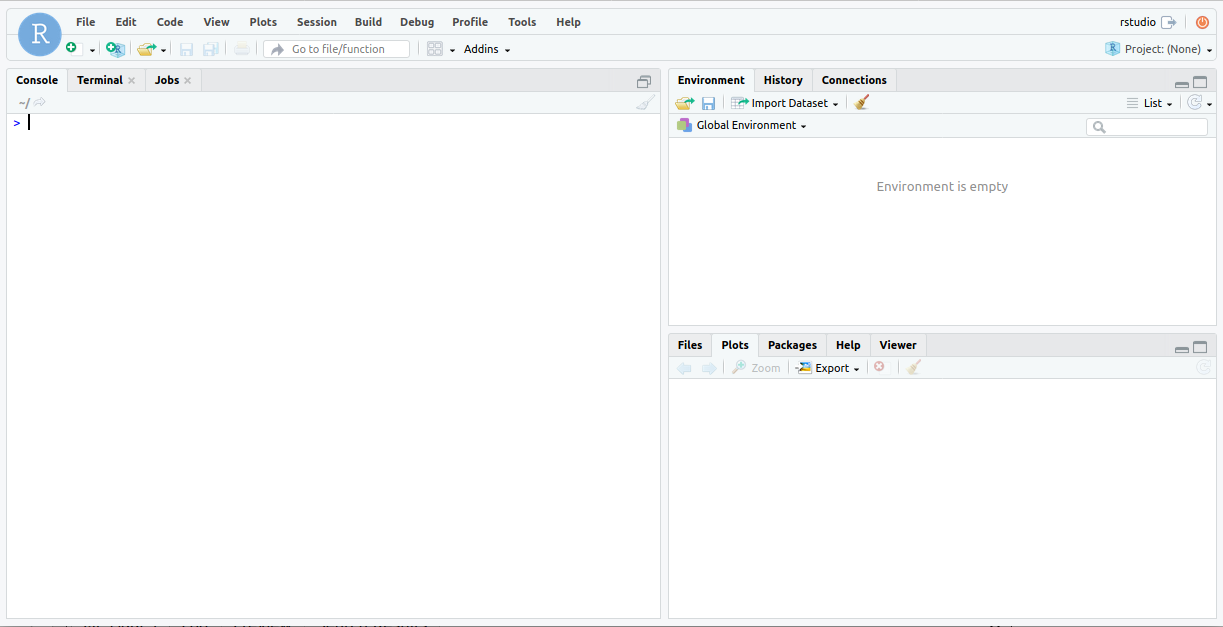 R
File Edit Code View Plots Session Build Debug Profile Tools Help
rstudio
R Go to file/function Addins
R Project: (None)
Console Terminal Jobs
~/
>
Environment History Connections
Import Dataset List
Global Environment
Environment is empty
Files Plots Packages Help Viewer
Zoom Export